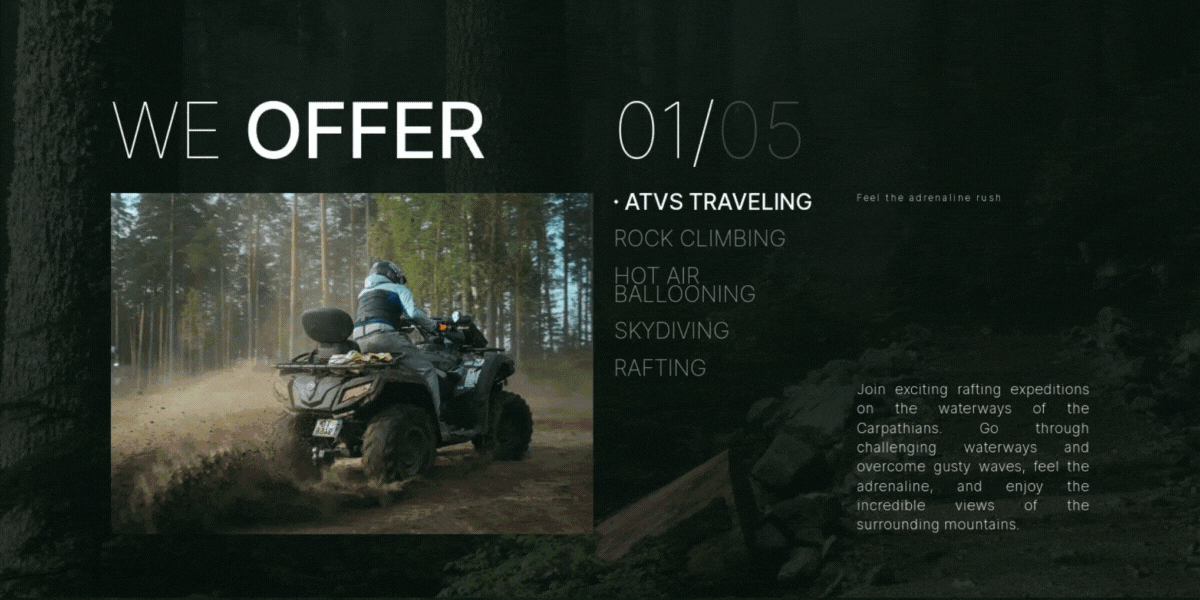 WE OFFER
01/05
· ATVS TRAVELING
ROCK CLIMBING
HOT AIR
BALLOONING
SKYDIVING
RAFTING
Feel the adrenaline rush
Join exciting rafting expeditions
on the waterways of the
Carpathians. Go through
challenging waterways and
overcome gusty waves, feel the
adrenaline, and enjoy the
incredible views of the
surrounding mountains.